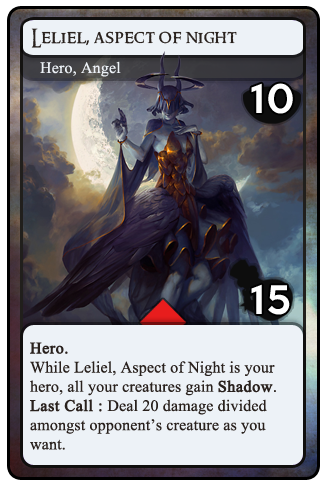 Leliel, Aspect of Night
Hero, Angel
10
15
Hero.
While Leliel, Aspect of Night is your
hero, all your creatures gain Shadow.
Last Call : Deal 20 damage divided
amongst opponent's creature as you
want.